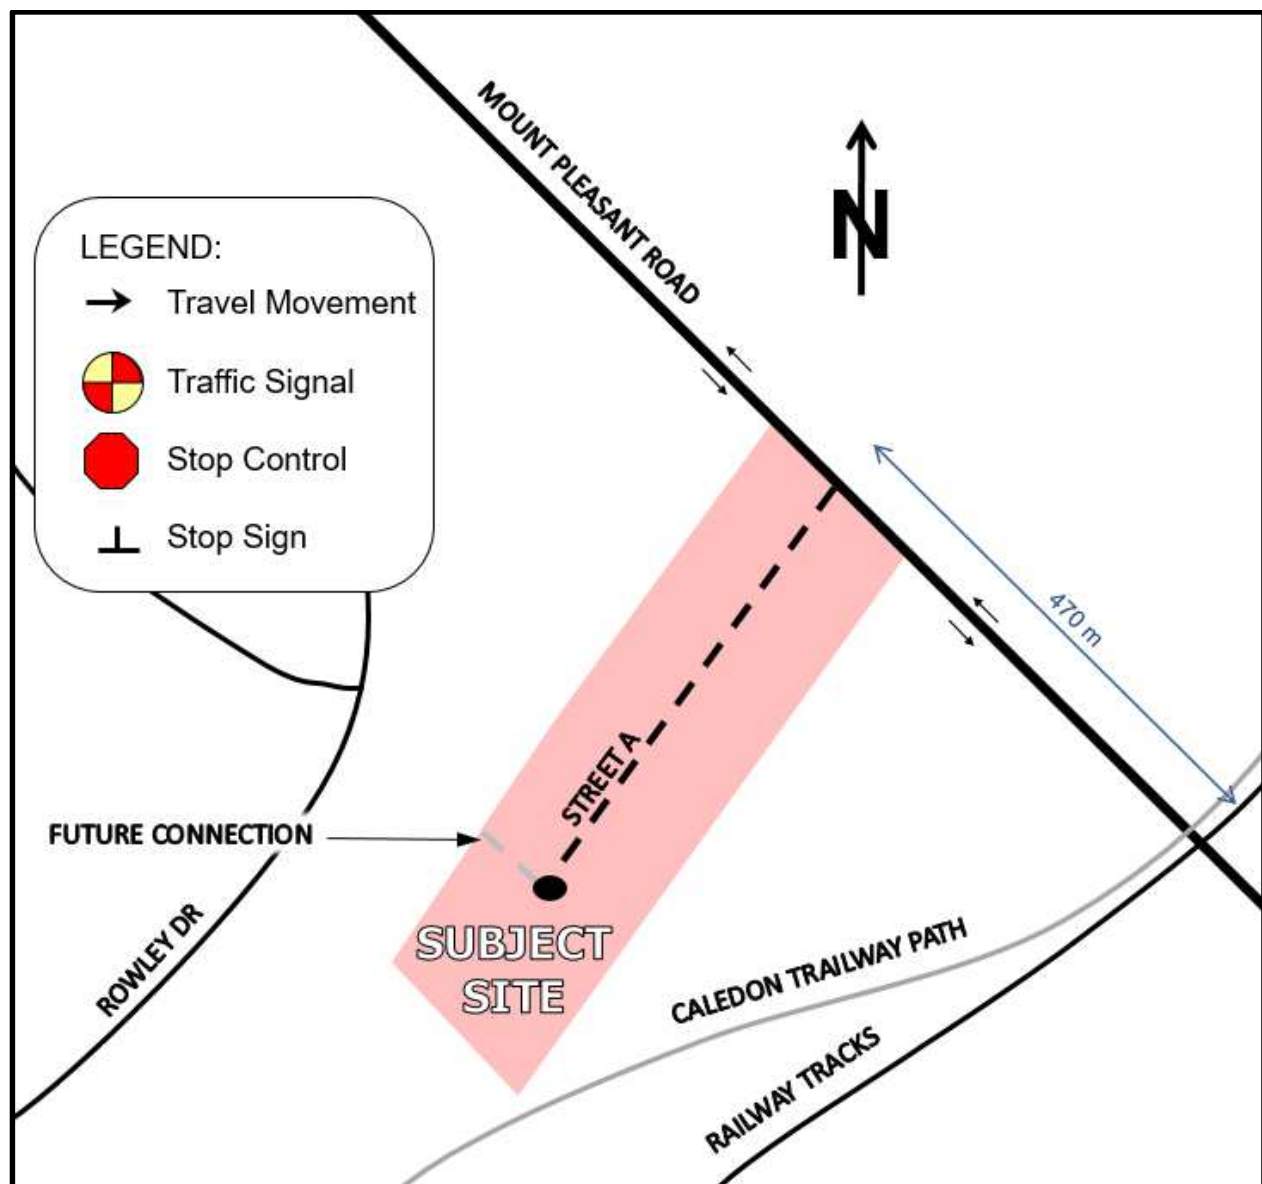 MOUNT PLEASANT ROAD
N
LEGEND:
Travel Movement
Traffic Signal
Stop Control
Stop Sign
470 m
STREET A
FUTURE CONNECTION
SUBJECT
SITE
ROWLEY DR
CALEDON TRAILWAY PATH
RAILWAY TRACKS